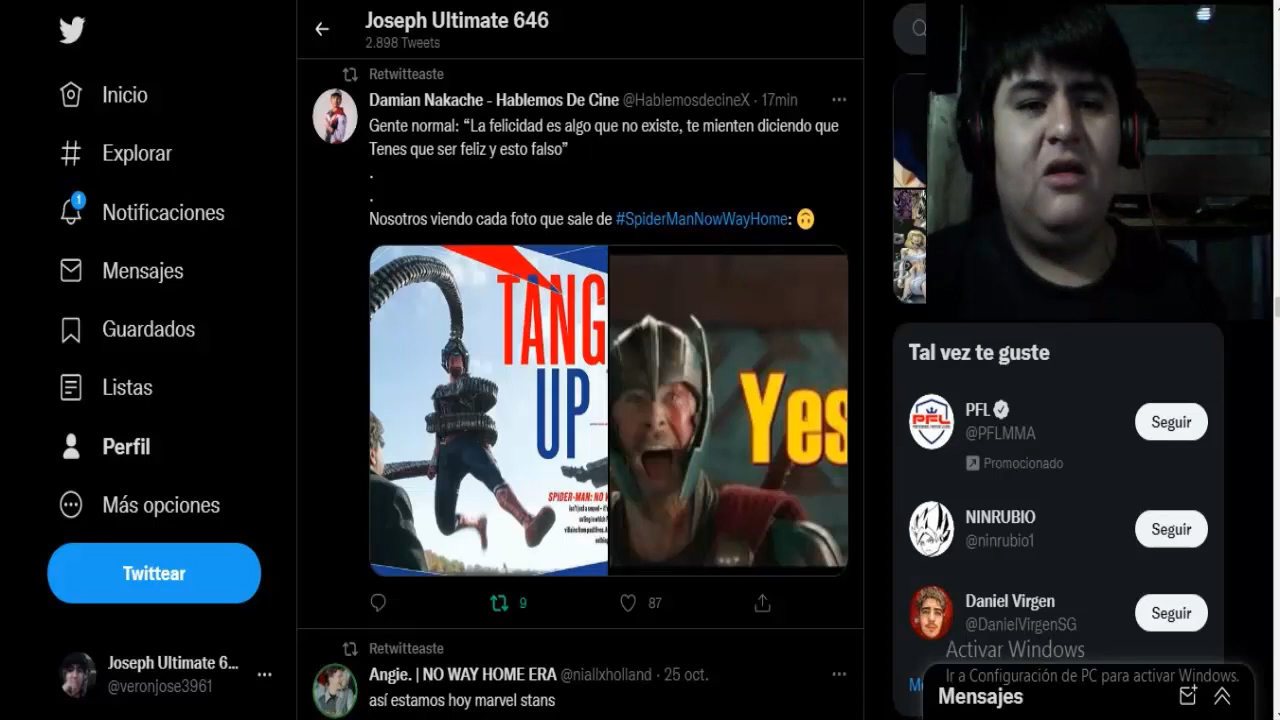 Joseph Ultimate 646
2.898 Tweets
Inicio
Explorar
1
Notificaciones
Mensajes
Guardados
Listas
Perfil
Más opciones
Twittear
Joseph Ultimate 6...
@veronjose3961
Retwitteaste
Damian Nakache - Hablemos De Cine @HablemosdecineX · 17min
Gente normal: “La felicidad es algo que no existe, te mienten diciendo que
Tenes que ser feliz y esto falso”
.
.
Nosotros viendo cada foto que sale de #SpiderManNowWayHome: 🙃
TANG
UP
SPIDER-MAN: NO
Yes
9
87
Retwitteaste
Angie. | NO WAY HOME ERA @niallxholland · 25 oct.
así estamos hoy marvel stans
Tal vez te guste
PFL
@PFLMMA
Seguir
Promocionado
PFL
NINRUBIO
@ninrubio1
Seguir
Daniel Virgen
@DanielVirgenSG
Seguir
Activar Windows
Ir a Configuración de PC para activar Windows.
Mensajes